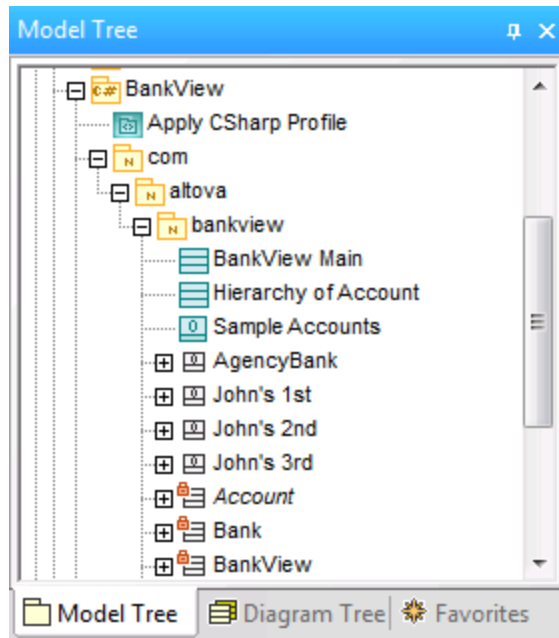 Model Tree
C# BankView
Apply CSharp Profile
N com
N altova
N bankview
BankView Main
Hierarchy of Account
Sample Accounts
AgencyBank
John's 1st
John's 2nd
John's 3rd
Account
Bank
BankView
Model Tree Diagram Tree Favorites